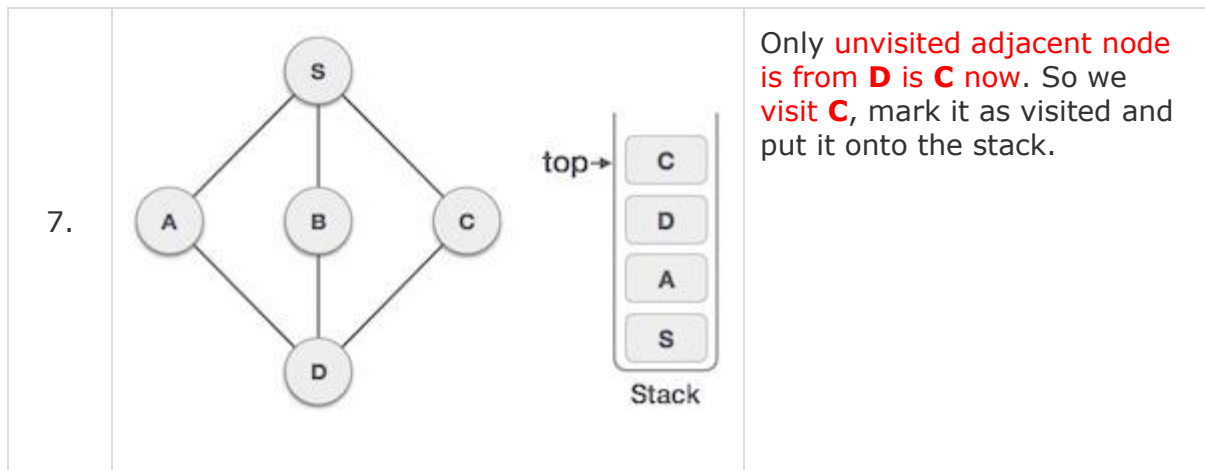 7.
S
A
B
C
D
top→
C
D
A
S
Stack
Only unvisited adjacent node
is from D is C now. So we
visit C, mark it as visited and
put it onto the stack.